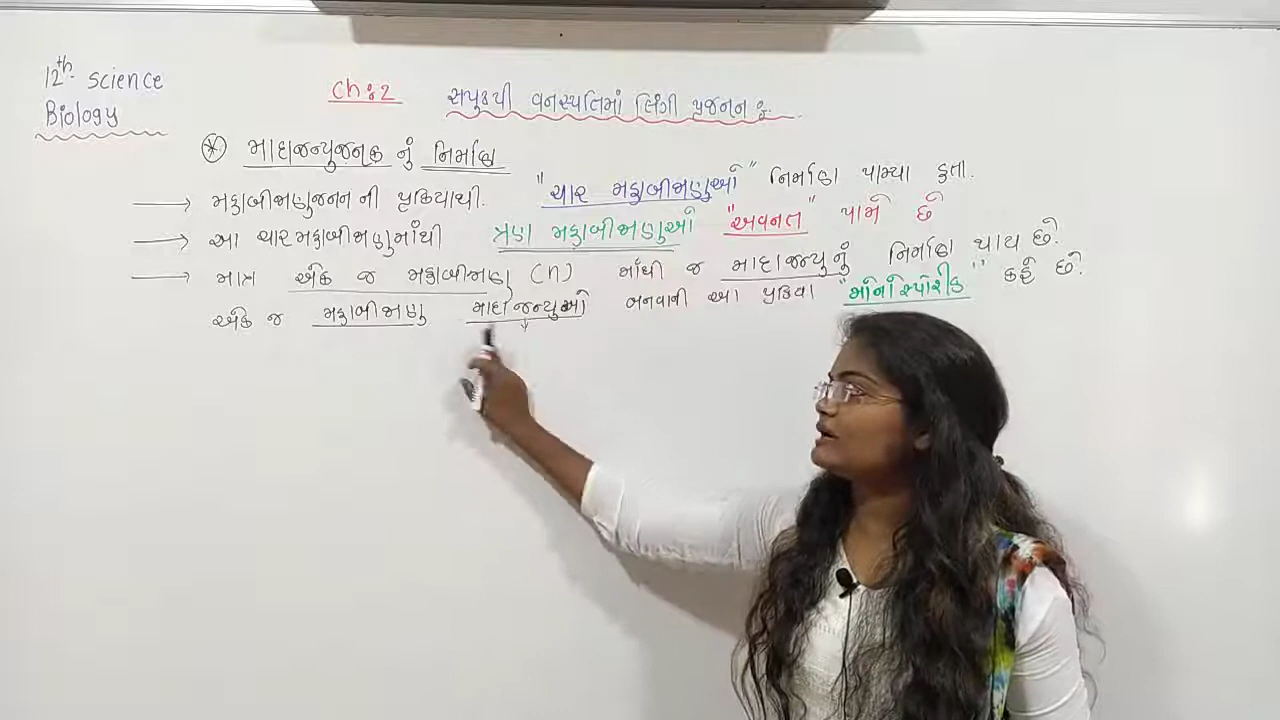 12th science
Biology
Ch:2 સપુષ્પી વનસ્પતિમાં લિંગી પ્રજનન :
માદાજન્યુજનક નું નિર્માણ
→ મહાબીજાણુજનન ની પ્રક્રિયાથી. "ચાર મહાબીજાણુઓ" નિર્માણ પામ્યા હતા.
→ આ ચાર મહાબીજાણુમાંથી ત્રણ મહાબીજાણુઓ "અવનત" પામે છે
→ માત્ર એક જ મહાબીજાણુ (n) માંથી જ માદાજન્યુનું નિર્માણ થાય છે.
એક જ મહાબીજાણુ માદાજન્યુઓ બનવાની આ પ્રક્રિયા "મોનોસ્પોરીક" કહે છે.